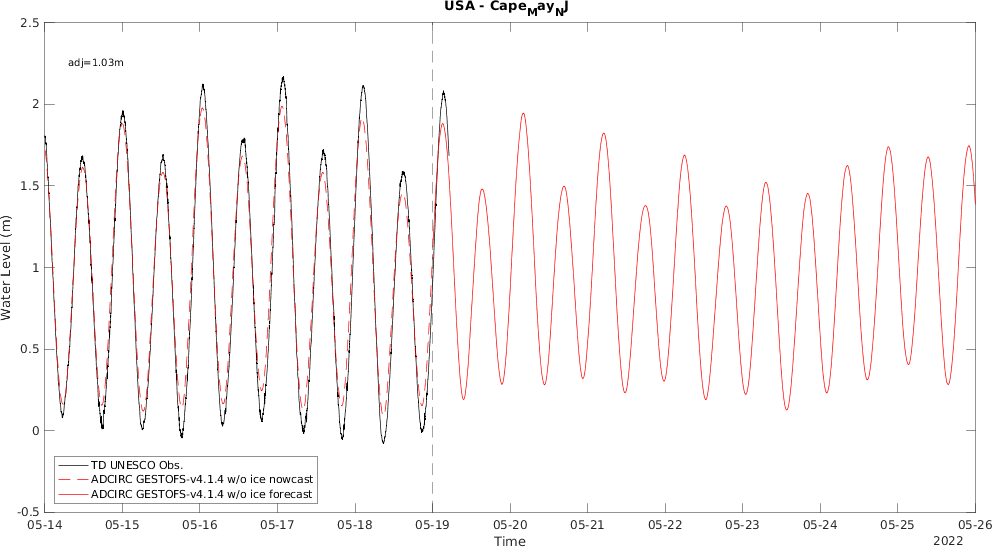 USA - Cape_May_NJ
adj=1.03m
2.5
2
1.5
1
0.5
0
-0.5
Water Level (m)
TD UNESCO Obs.
ADCIRC GESTOFS-v4.1.4 w/o ice nowcast
ADCIRC GESTOFS-v4.1.4 w/o ice forecast
05-14 05-15 05-16 05-17 05-18 05-19 05-20 05-21 05-22 05-23 05-24 05-25 05-26
Time
2022